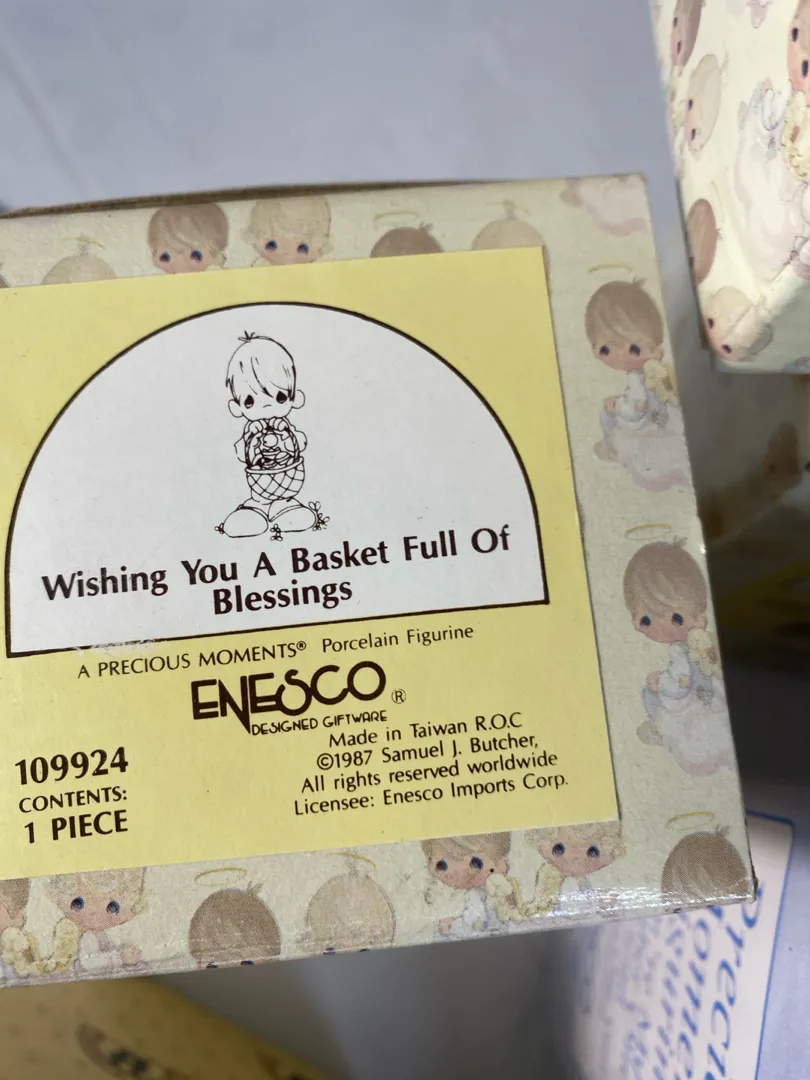 Wishing You A Basket Full Of
Blessings
A PRECIOUS MOMENTS® Porcelain Figurine
ENESCO®
DESIGNED GIFTWARE
Made in Taiwan R.O.C
©1987 Samuel J. Butcher,
All rights reserved worldwide
Licensee: Enesco Imports Corp.
109924
CONTENTS:
1 PIECE